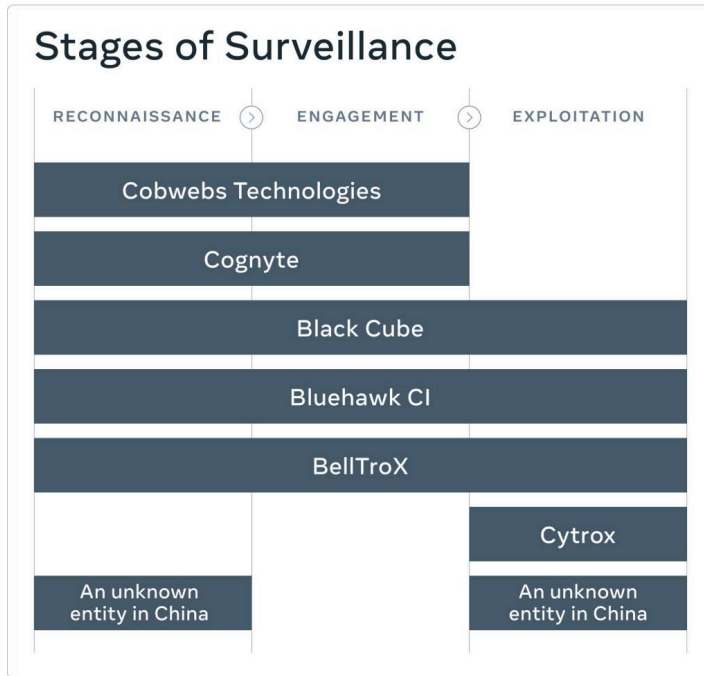 Stages of Surveillance
RECONNAISSANCE
ENGAGEMENT
EXPLOITATION
Cobwebs Technologies
Cognyte
Black Cube
Bluehawk CI
BellTroX
Cytrox
An unknown
entity in China
An unknown
entity in China